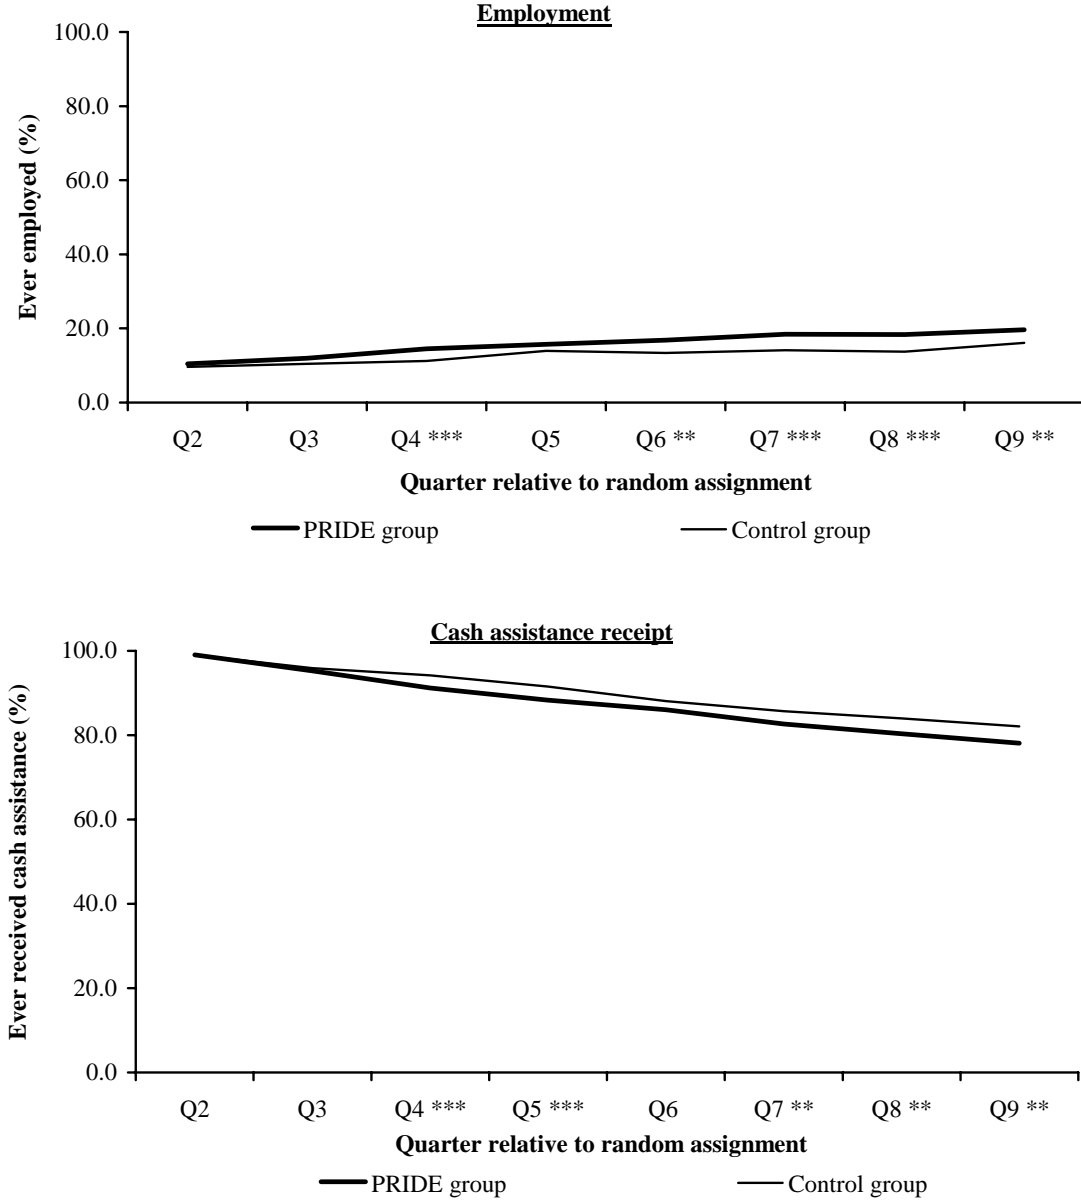 Employment
100.0
80.0
60.0
40.0
20.0
0.0
Ever employed (%)
Q2 Q3 Q4 *** Q5 Q6 ** Q7 *** Q8 *** Q9 **
Quarter relative to random assignment
PRIDE group Control group
Cash assistance receipt
100.0
80.0
60.0
40.0
20.0
0.0
Ever received cash assistance (%)
Q2 Q3 Q4 *** Q5 *** Q6 Q7 ** Q8 ** Q9 **
Quarter relative to random assignment
PRIDE group Control group